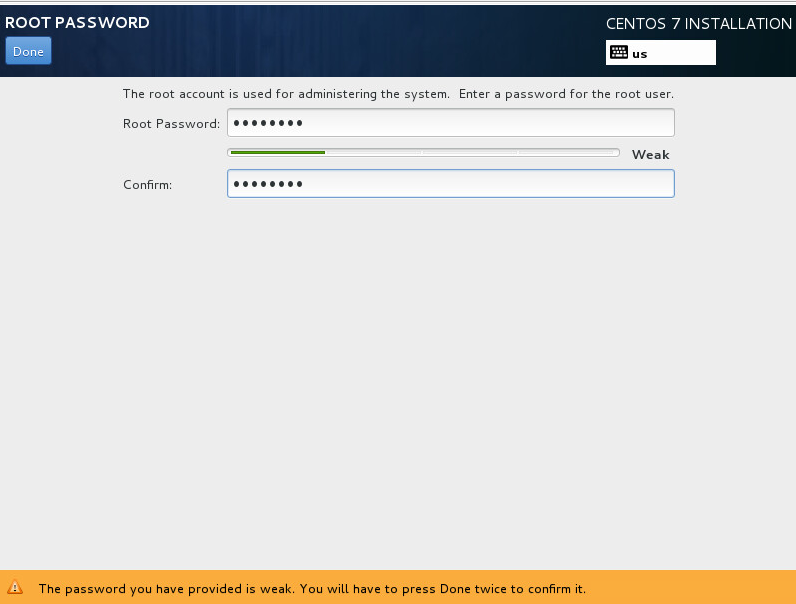 ROOT PASSWORD
CENTOS 7 INSTALLATION
Done
us
The root account is used for administering the system. Enter a password for the root user.
Root Password: ••••••••
Weak
Confirm: ••••••••
The password you have provided is weak. You will have to press Done twice to confirm it.